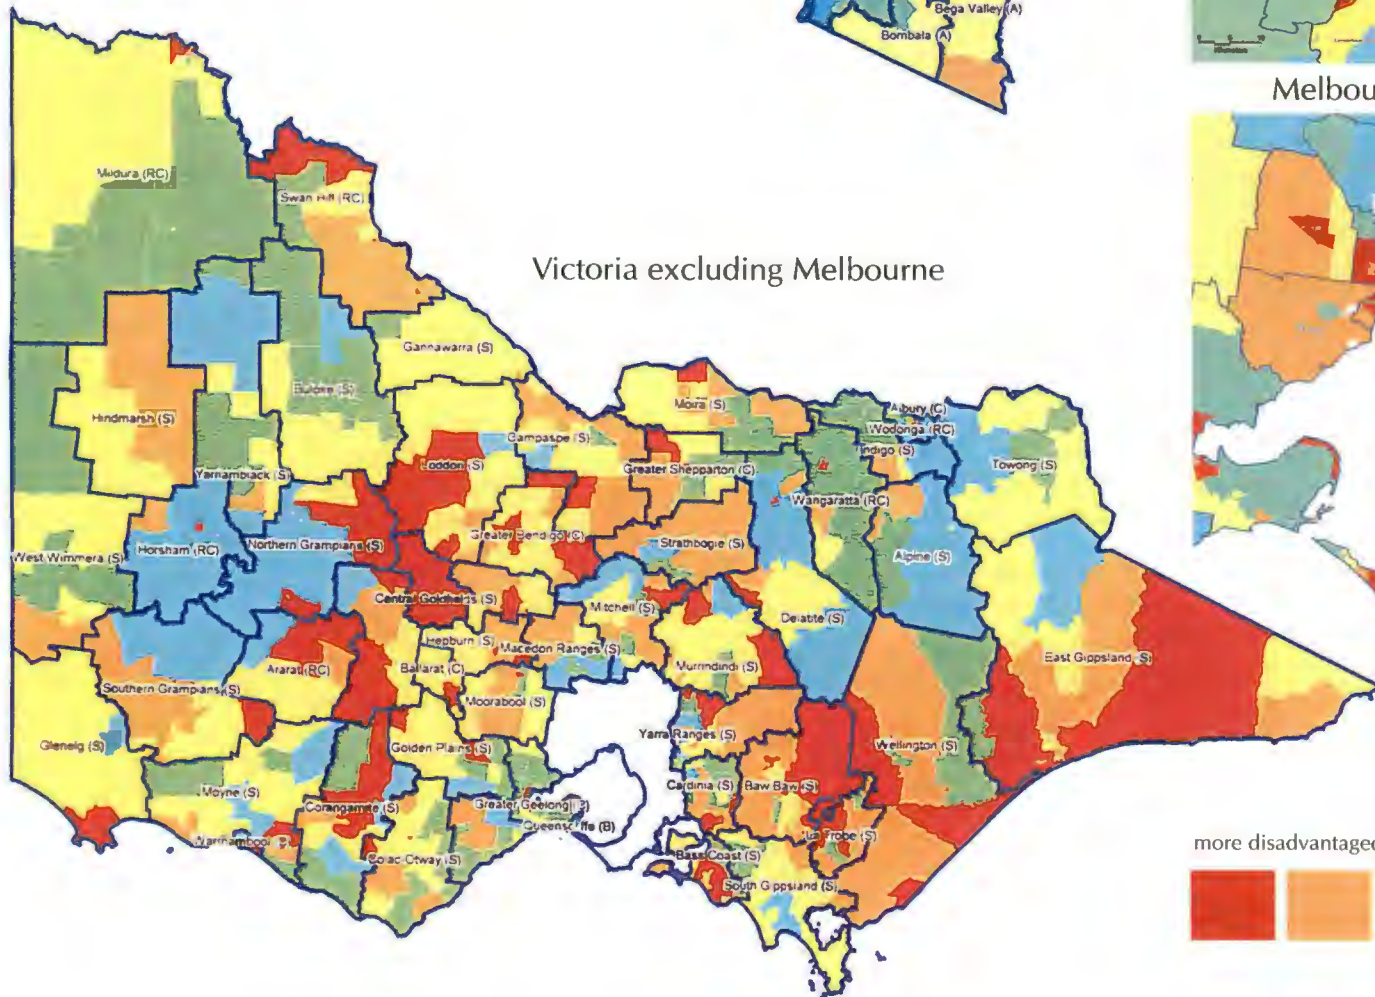 Bega Valley (A)
Bombala (A)
Melbou
Mildura (RC)
Swan Hill (RC)
Victoria excluding Melbourne
Gannawarra (S)
Buloke (S)
Hindmarsh (S)
Moira (S)
Albury (C)
Wodonga (RC)
Campaspe (S)
Indigo (S)
Loddon (S)
Greater Shepparton (C)
Towong (S)
Yarriambiack (S)
Wangaratta (RC)
Greater Bendigo (C)
Strathbogie (S)
West Wimmera (S)
Horsham (RC)
Northern Grampians (S)
Alpine (S)
Central Goldfields (S)
Mitchell (S)
Delatite (S)
Hepburn (S)
Macedon Ranges (S)
East Gippsland (S)
Ararat (RC)
Ballarat (C)
Murrindindi (S)
Southern Grampians (S)
Moorabool (S)
Yarra Ranges (S)
Glenelg (S)
Golden Plains (S)
Wellington (S)
Cardinia (S)
Baw Baw (S)
Moyne (S)
Corangamite (S)
Greater Geelong (C)
Queenscliffe (B)
Warrnambool (C)
La Trobe (S)
more disadvantaged
Bass Coast (S)
Colac-Otway (S)
South Gippsland (S)